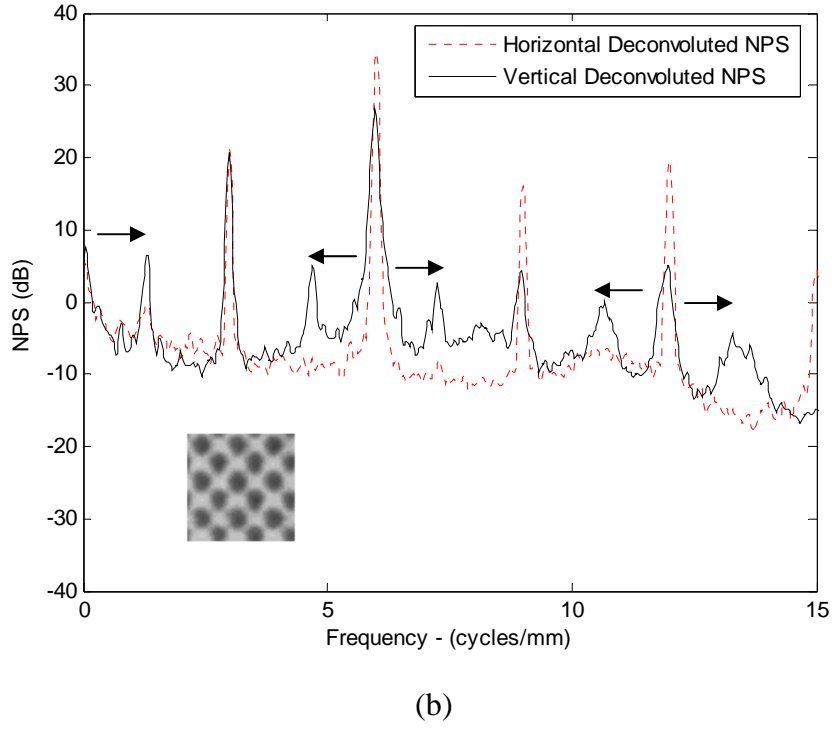 Horizontal Deconvoluted NPS
Vertical Deconvoluted NPS
40
30
20
10
0
-10
-20
-30
-40
NPS (dB)
0 5 10 15
Frequency - (cycles/mm)
(b)